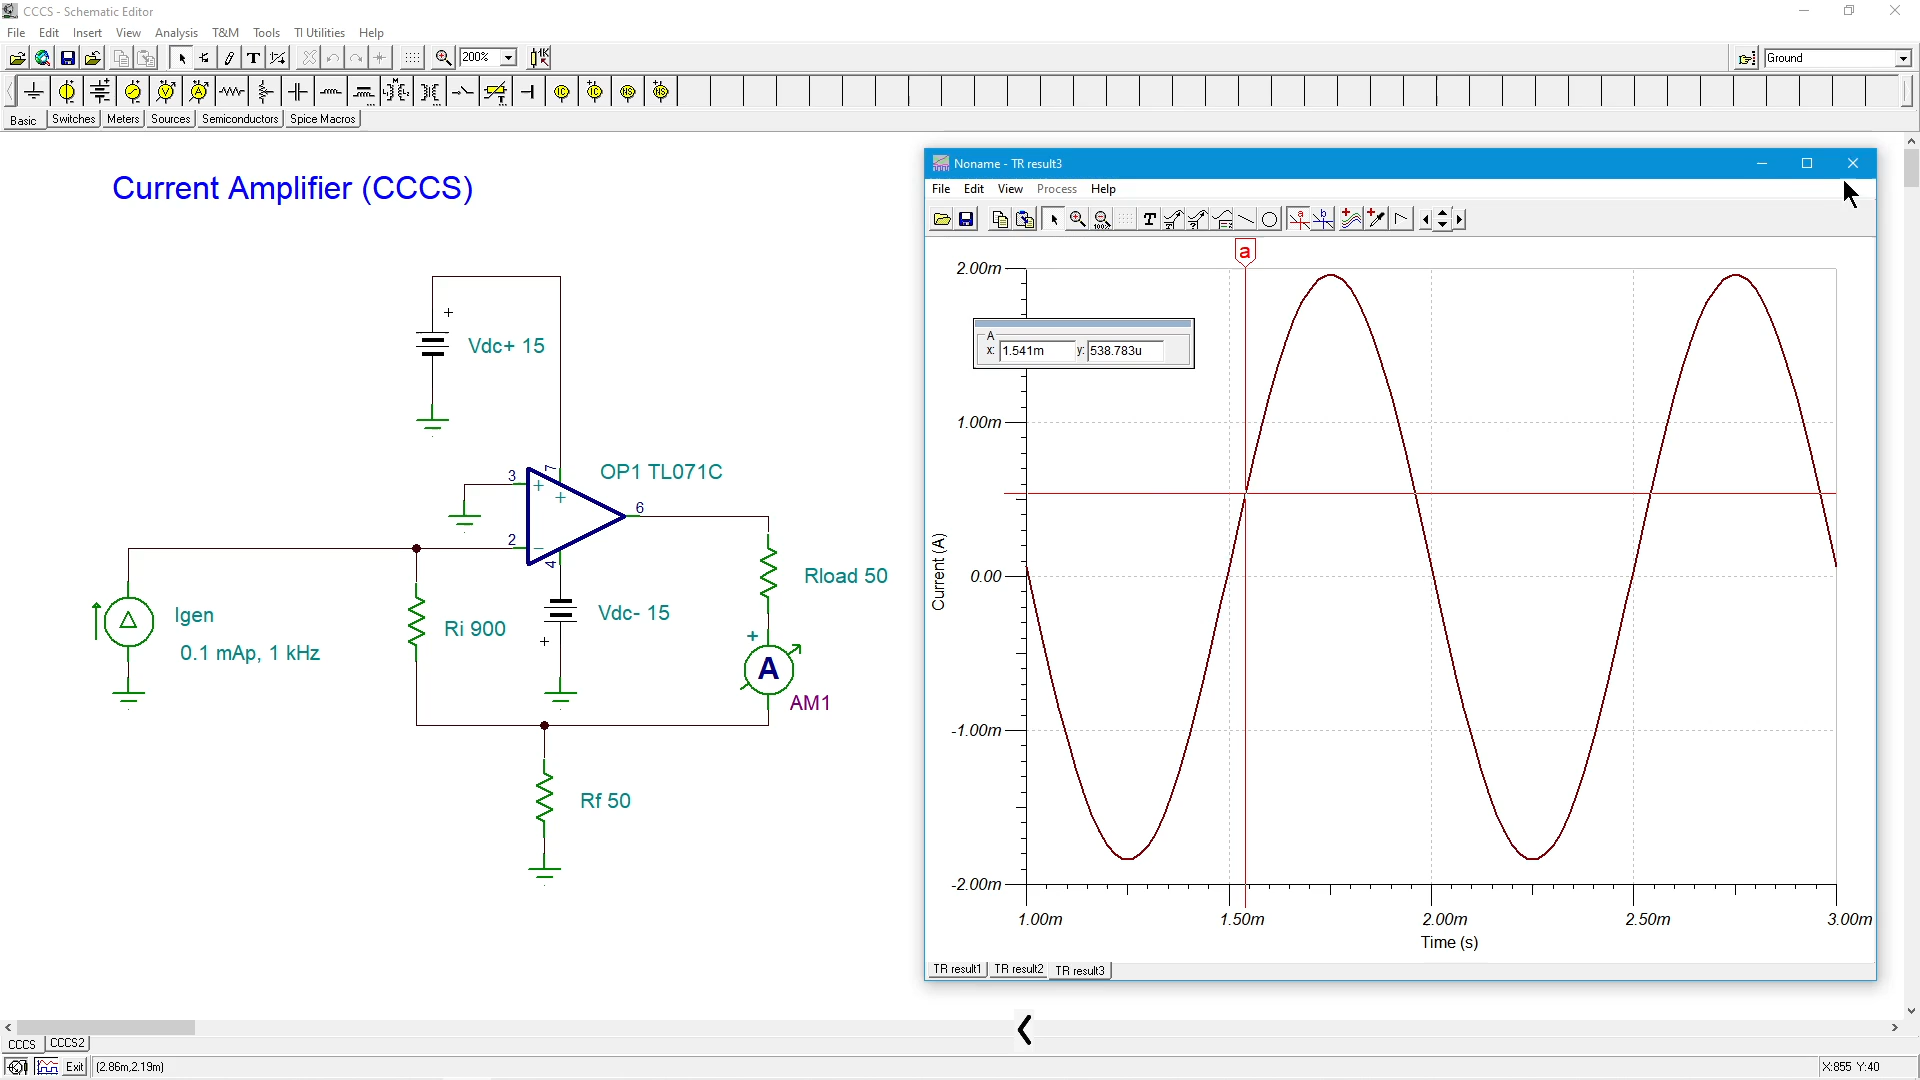 CCCS - Schematic Editor
File Edit Insert View Analysis T&M Tools TI Utilities Help
200%
1K
Ground
Basic Switches Meters Sources Semiconductors Spice Macros
Current Amplifier (CCCS)
+
Vdc+ 15
OP1 TL071C
3
7
+
+
6
2
4
Rload 50
Igen
0.1 mAp, 1 kHz
Ri 900
Vdc- 15
+
+
A
AM1
Rf 50
Noname - TR result3
File Edit View Process Help
a
2.00m
A
x: 1.541m y: 538.783u
1.00m
0.00
-1.00m
-2.00m
Current (A)
1.00m 1.50m 2.00m 2.50m 3.00m
Time (s)
TR result1 TR result2 TR result3
CCCS CCCS2
Exit (2.86m,2.19m)
X:855 Y:40